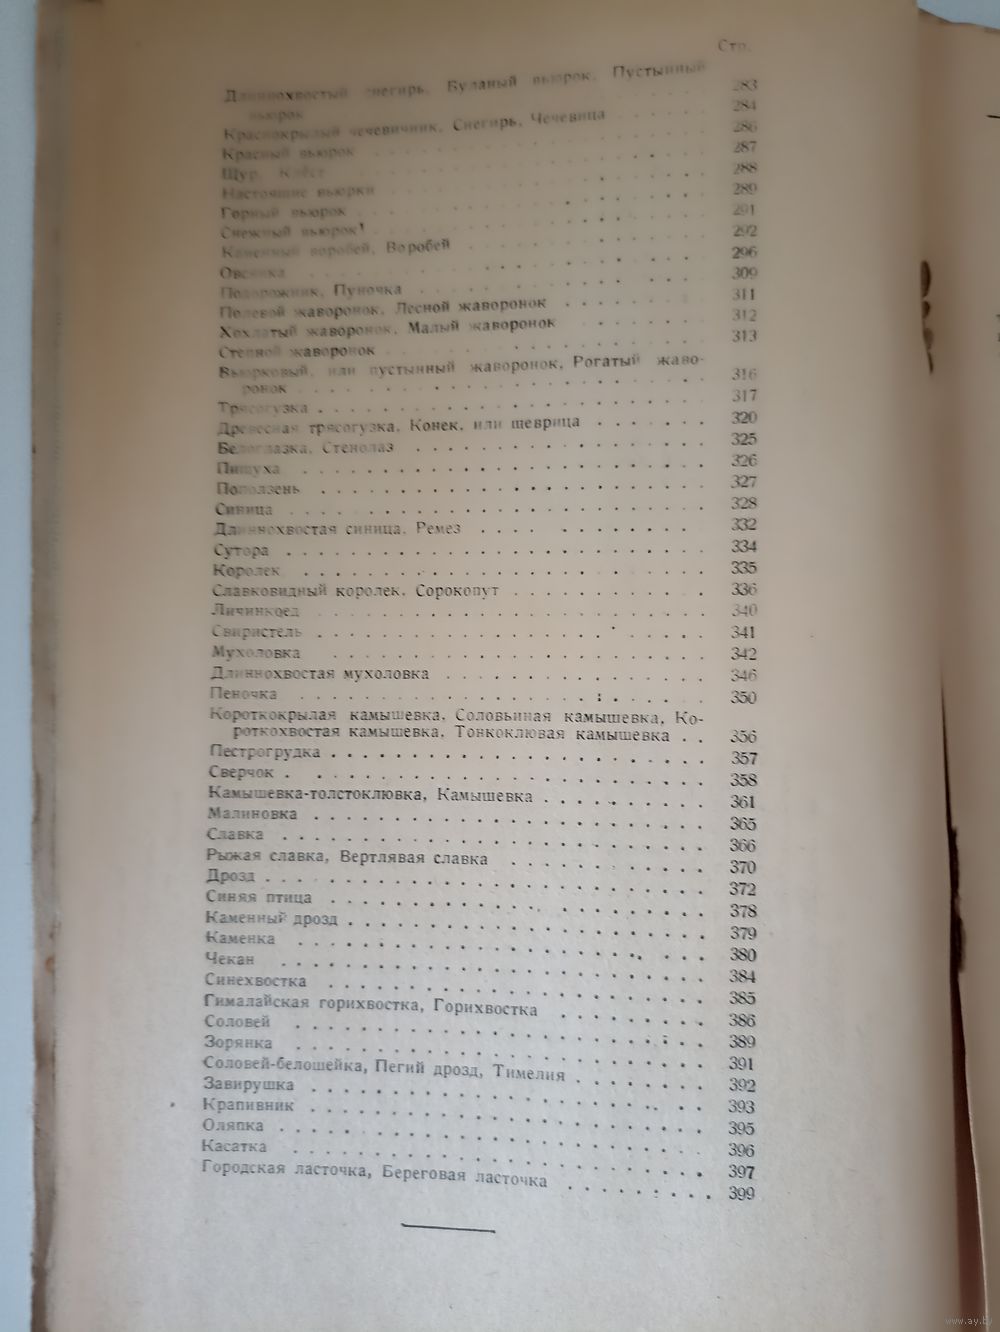 Стр.
Длиннохвостый снегирь, Буланый вьюрок, Пустынный
вьюрок . . . 283
Краснокрылый чечевичник, Снегирь, Чечевица . . . 284
Красный вьюрок . . . 286
Щур, Клёст . . . 287
Настоящие вьюрки . . . 288
Горный вьюрок . . . 289
Снежный вьюрок . . . 291
Каменный воробей, Воробей . . . 292
Овсянка . . . 296
Подорожник, Пуночка . . . 309
Полевой жаворонок, Лесной жаворонок . . . 311
Хохлатый жаворонок, Малый жаворонок . . . 312
Степной жаворонок . . . 313
Вьюрковый, или пустынный жаворонок, Рогатый жаво-
ронок . . . 316
Трясогузка . . . 317
Древесная трясогузка, Конек, или шеврица . . . 320
Белоглазка, Стенолаз . . . 325
Пищуха . . . 326
Поползень . . . 327
Синица . . . 328
Длиннохвостая синица, Ремез . . . 332
Сутора . . . 334
Королек . . . 335
Славковидный королек, Сорокопут . . . 336
Личинкоед . . . 340
Свиристель . . . 341
Мухоловка . . . 342
Длиннохвостая мухоловка . . . 346
Пеночка . . . 350
Короткокрылая камышевка, Соловьиная камышевка, Ко-
роткохвостая камышевка, Тонкоклювая камышевка . . 356
Пестрогрудка . . . 357
Сверчок . . . 358
Камышевка-толстоклювка, Камышевка . . . 361
Малиновка . . . 365
Славка . . . 366
Рыжая славка, Вертлявая славка . . . 370
Дрозд . . . 372
Синяя птица . . . 378
Каменный дрозд . . . 379
Каменка . . . 380
Чекан . . . 384
Синехвостка . . . 385
Гималайская горихвостка, Горихвостка . . . 386
Соловей . . . 389
Зорянка . . . 391
Соловей-белошейка, Пегий дрозд, Тимелия . . . 392
Завирушка . . . 393
Крапивник . . . 395
Оляпка . . . 396
Касатка . . . 397
Городская ласточка, Береговая ласточка . . . 399
www.ay.by